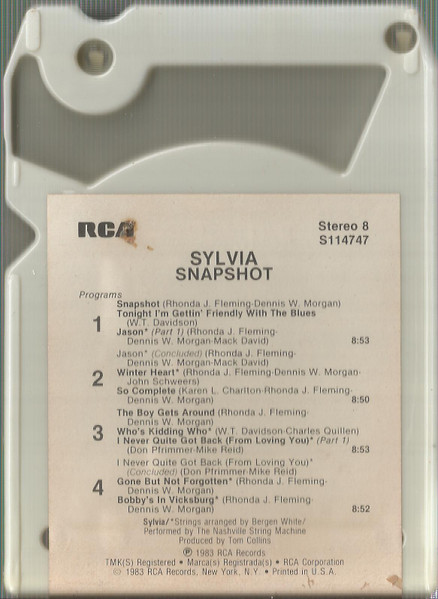 RCA
Stereo 8
S114747
SYLVIA
SNAPSHOT
Programs
1
Snapshot (Rhonda J. Fleming-Dennis W. Morgan)
Tonight I'm Gettin' Friendly With The Blues
(W.T. Davidson)
Jason* (Part 1) (Rhonda J. Fleming-
Dennis W. Morgan-Mack David) 8:53
2
Jason* (Concluded) (Rhonda J. Fleming-
Dennis W. Morgan-Mack David)
Winter Heart* (Rhonda J. Fleming-Dennis W. Morgan-
John Schweers)
So Complete (Karen L. Charlton-Rhonda J. Fleming-
Dennis W. Morgan) 8:50
3
The Boy Gets Around (Rhonda J. Fleming-
Dennis W. Morgan)
Who's Kidding Who* (W.T. Davidson-Charles Quillen)
I Never Quite Got Back (From Loving You)* (Part 1)
(Don Pfrimmer-Mike Reid) 8:53
4
I Never Quite Got Back (From Loving You)*
(Concluded) (Don Pfrimmer-Mike Reid)
Gone But Not Forgotten* (Rhonda J. Fleming-
Dennis W. Morgan)
Bobby's In Vicksburg* (Rhonda J. Fleming-
Dennis W. Morgan) 8:52
Sylvia/*Strings arranged by Bergen White/
Performed by The Nashville String Machine
Produced by Tom Collins
℗ 1983 RCA Records
TMK(S) Registered • Marca(s) Registrada(s) • RCA Corporation
© 1983 RCA Records, New York, N.Y. • Printed in U.S.A.